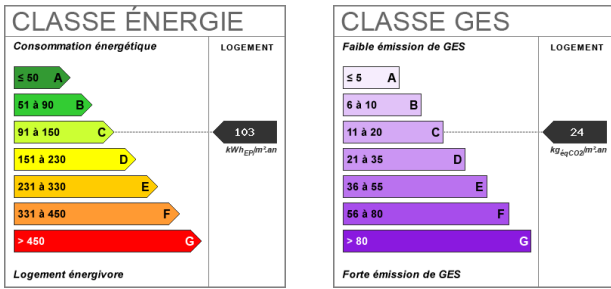 CLASSE ÉNERGIE
Consommation énergétique
LOGEMENT
≤ 50 A
51 à 90 B
91 à 150 C
103
kWhEP/m².an
151 à 230 D
231 à 330 E
331 à 450 F
> 450 G
Logement énergivore
CLASSE GES
Faible émission de GES
LOGEMENT
≤ 5 A
6 à 10 B
11 à 20 C
24
kgéqCO2/m².an
21 à 35 D
36 à 55 E
56 à 80 F
> 80 G
Forte émission de GES